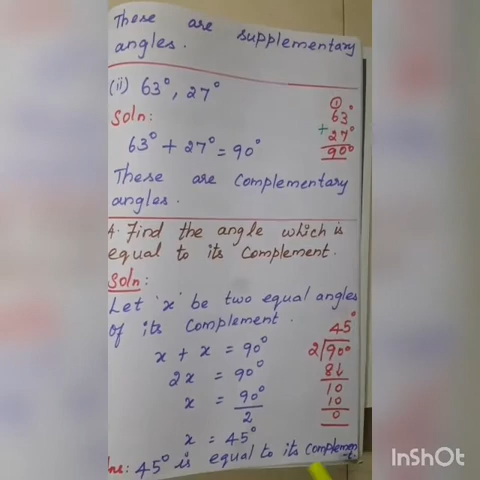 These are supplementary
angles.
(ii) 63°, 27°
Soln:
63° + 27° = 90°
①
63°
+ 27°
90°
These are complementary
angles.
4. Find the angle which is
equal to its complement.
Soln:
Let 'x' be two equal angles
of its complement.
x + x = 90°
2x = 90°
x = 90°
2
x = 45°
45°
2 90°
8↓
10
10
0
Ans: 45° is equal to its complement.
InShOt